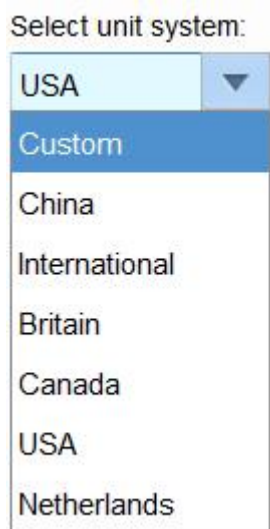 Select unit system:
USA
Custom
China
International
Britain
Canada
USA
Netherlands